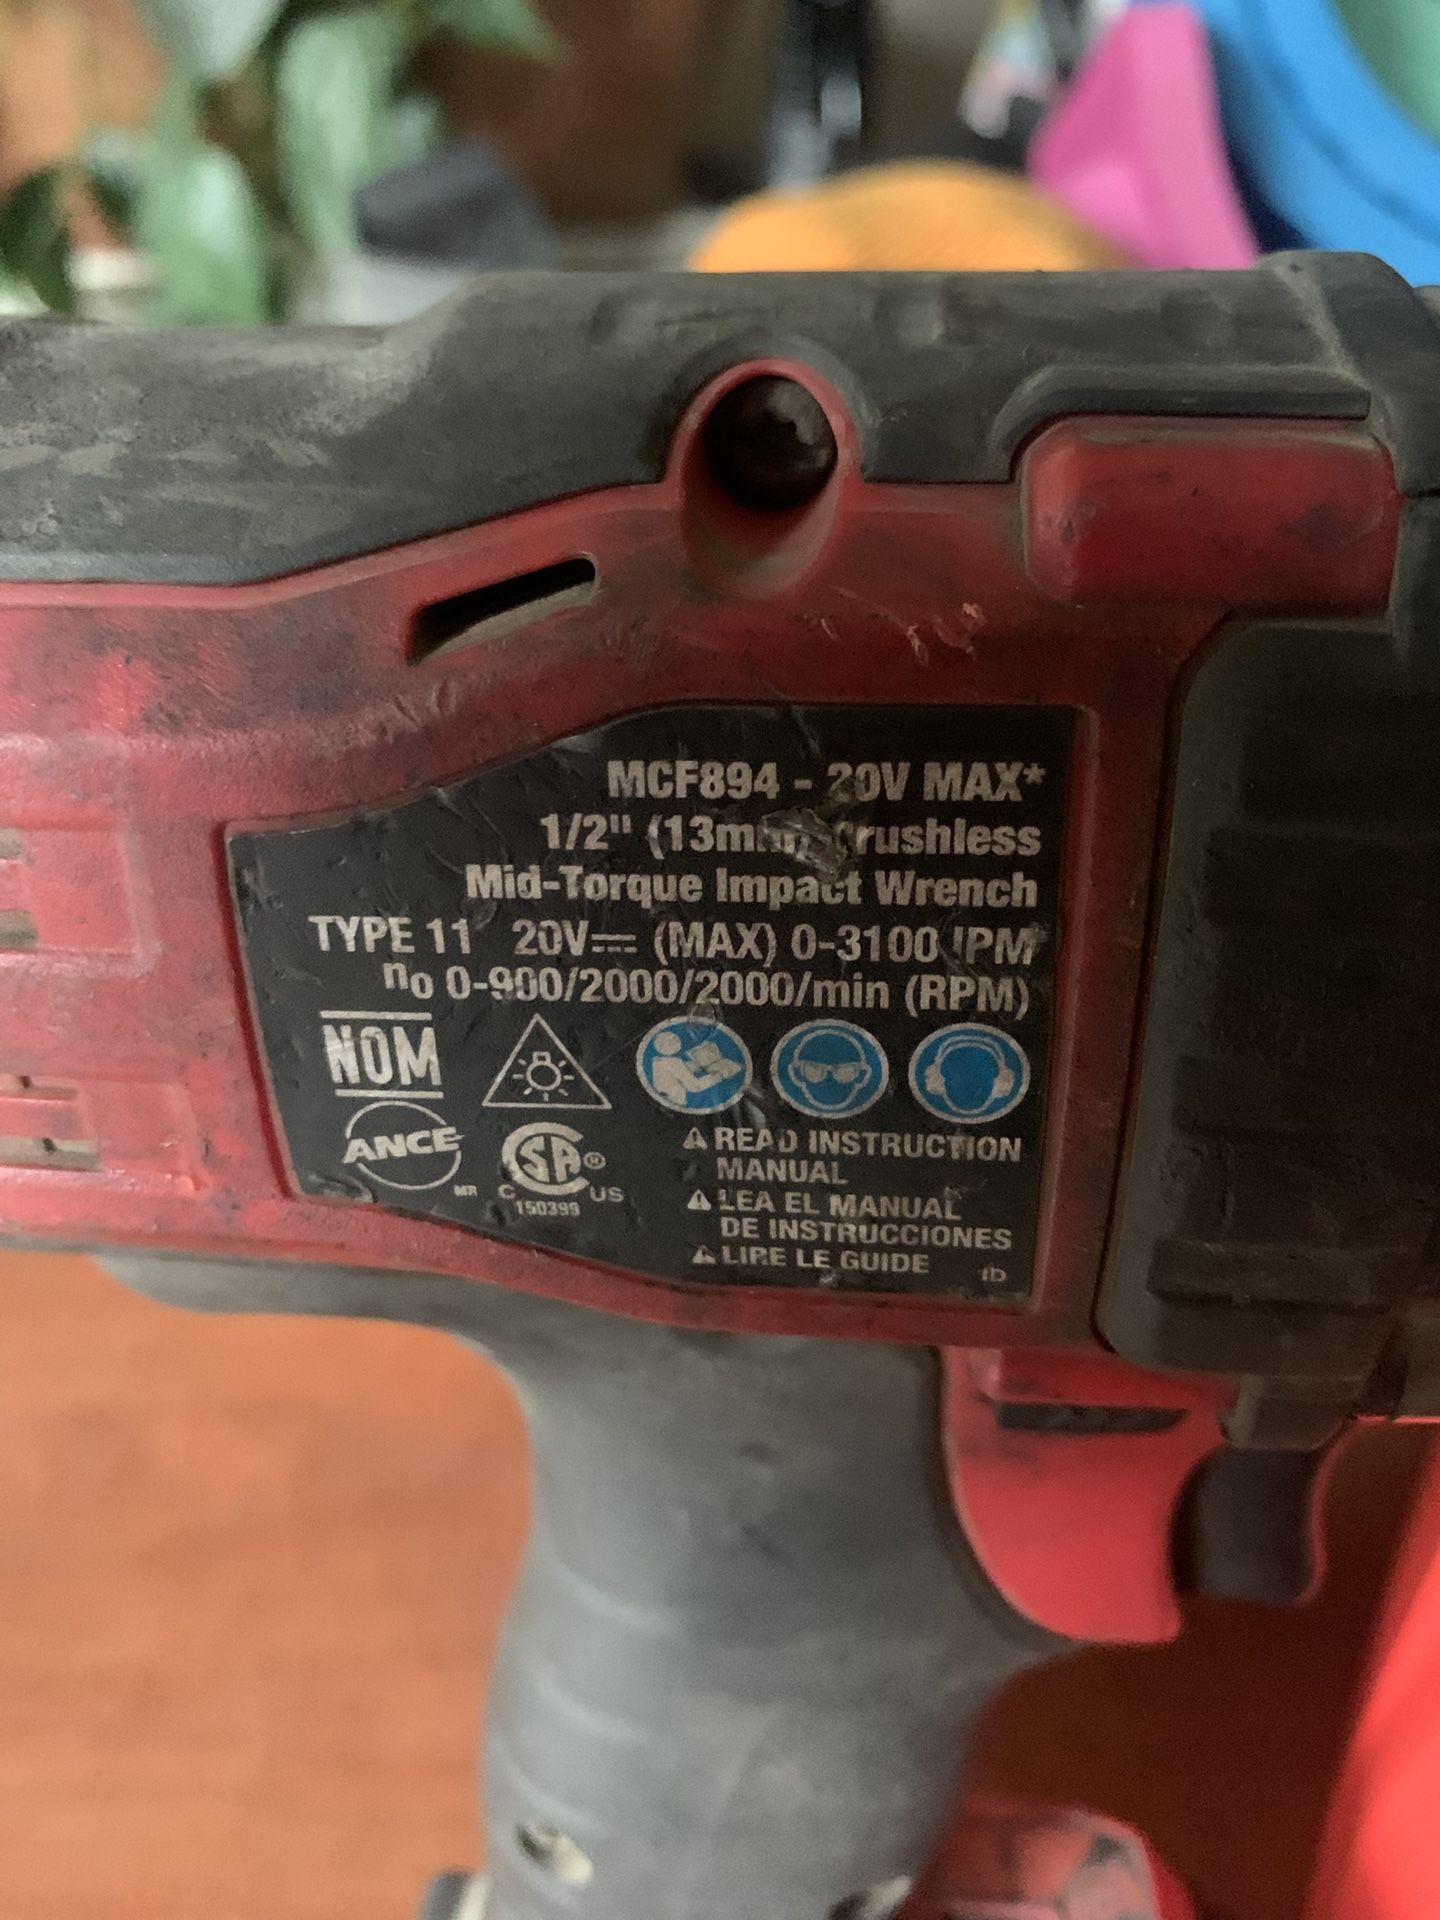 MCF894 - 20V MAX*
1/2" (13mm) Brushless
Mid-Torque Impact Wrench
TYPE 11 20V⎓ (MAX) 0-3100 IPM
n₀ 0-900/2000/2000/min (RPM)
NOM
ANCE
MR
CSA®
C US
150399
⚠ READ INSTRUCTION
MANUAL
⚠ LEA EL MANUAL
DE INSTRUCCIONES
⚠ LIRE LE GUIDE